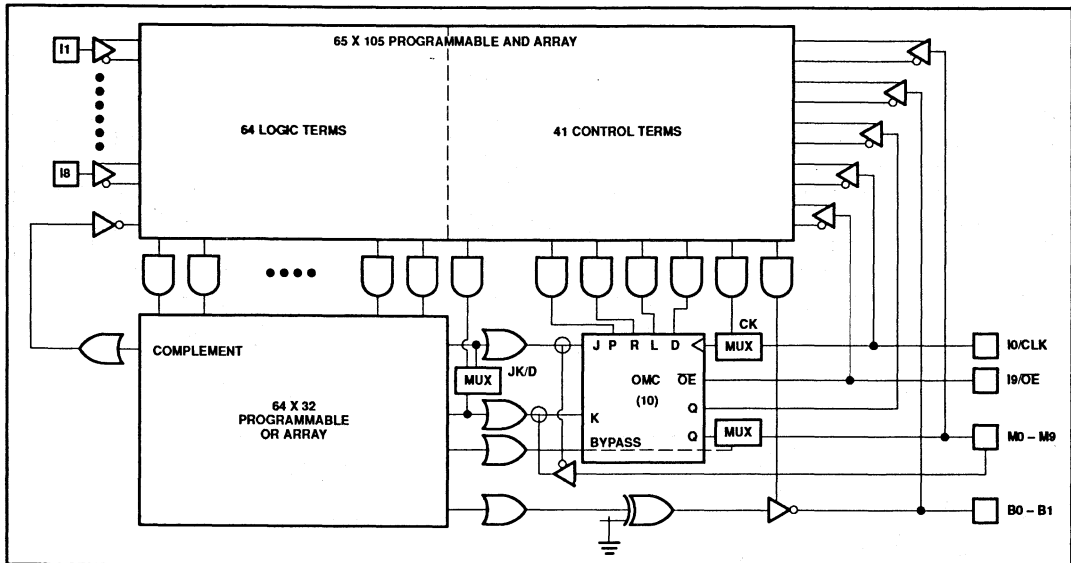 65 X 105 PROGRAMMABLE AND ARRAY
I1
64 LOGIC TERMS
41 CONTROL TERMS
I8
CK
COMPLEMENT
J P R L D
MUX
I0/CLK
JK/D
MUX
OMC
(10)
OE
I9/OE
64 X 32
PROGRAMMABLE
OR ARRAY
K
Q
BYPASS
Q
MUX
M0 – M9
B0 – B1